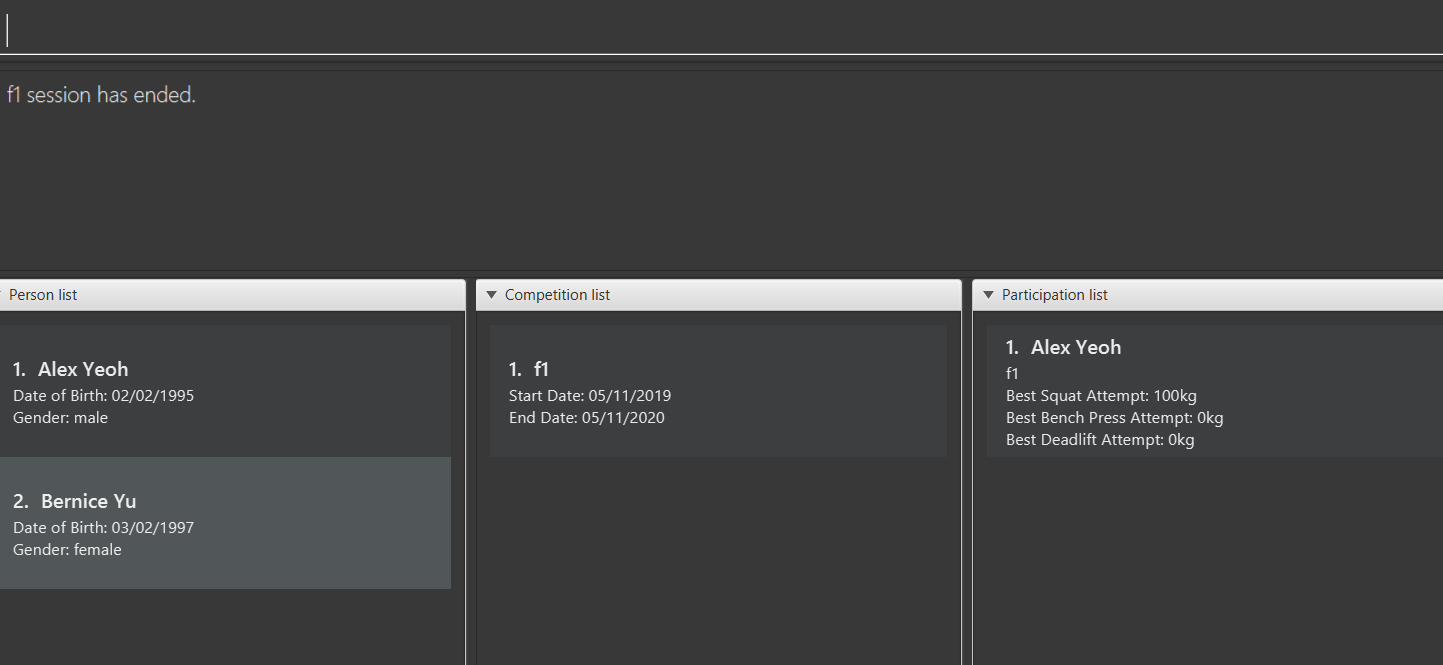 f1 session has ended.
Person list
1. Alex Yeoh
Date of Birth: 02/02/1995
Gender: male
2. Bernice Yu
Date of Birth: 03/02/1997
Gender: female
Competition list
1. f1
Start Date: 05/11/2019
End Date: 05/11/2020
Participation list
1. Alex Yeoh
f1
Best Squat Attempt: 100kg
Best Bench Press Attempt: 0kg
Best Deadlift Attempt: 0kg